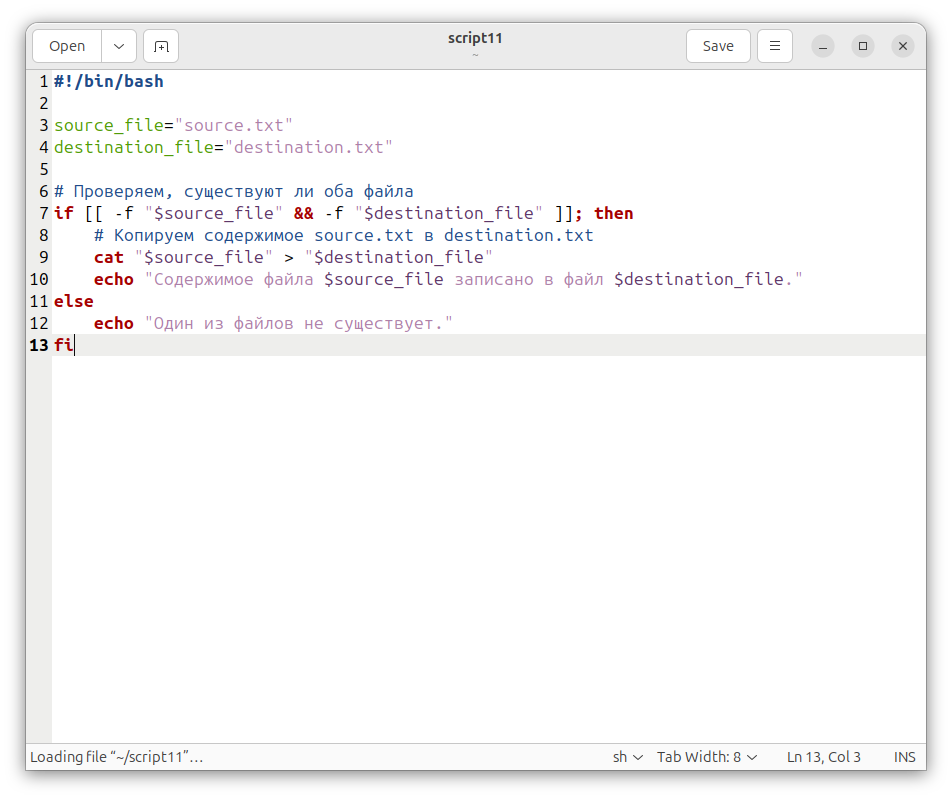 Open
script11
~
Save
1 #!/bin/bash
2
3 source_file="source.txt"
4 destination_file="destination.txt"
5
6 # Проверяем, существуют ли оба файла
7 if [[ -f "$source_file" && -f "$destination_file" ]]; then
8     # Копируем содержимое source.txt в destination.txt
9     cat "$source_file" > "$destination_file"
10     echo "Содержимое файла $source_file записано в файл $destination_file."
11 else
12     echo "Один из файлов не существует."
13 fi
Loading file “~/script11”… sh Tab Width: 8 Ln 13, Col 3 INS